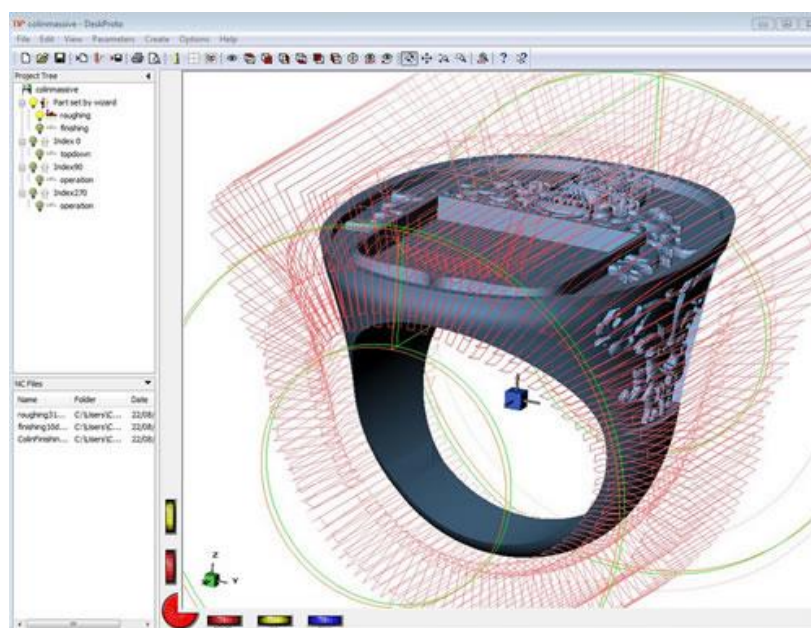 colinmassive - DeskProto
File Edit View Parameters Create Options Help
Project Tree
colinmassive
Part set by wizard
roughing
finishing
Index 0
topdown
Index90
operation
Index270
operation
NC Files
Name Folder Date
roughing31... C:\Users\C... 22/08/
finishing10d... C:\Users\C... 22/08/
ColinFinishin... C:\Users\C... 22/08/
Z
Y